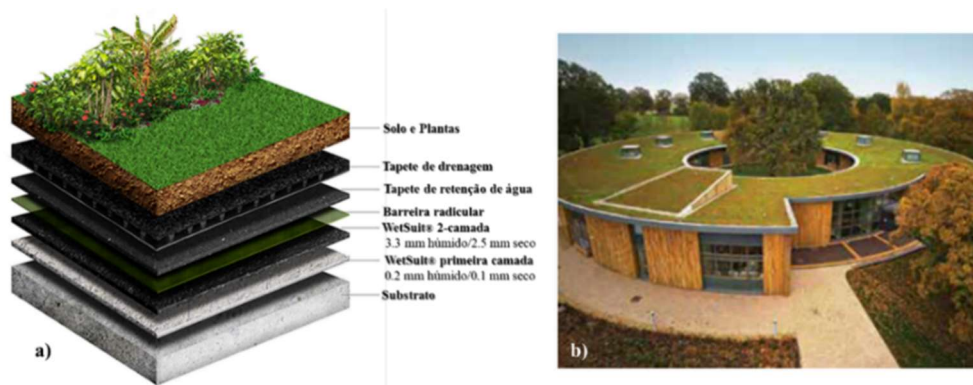 Solo e Plantas
Tapete de drenagem
Tapete de retenção de água
Barreira radicular
WetSuit® 2-camada
3.3 mm húmido/2.5 mm seco
WetSuit® primeira camada
0.2 mm húmido/0.1 mm seco
Substrato
a)
b)